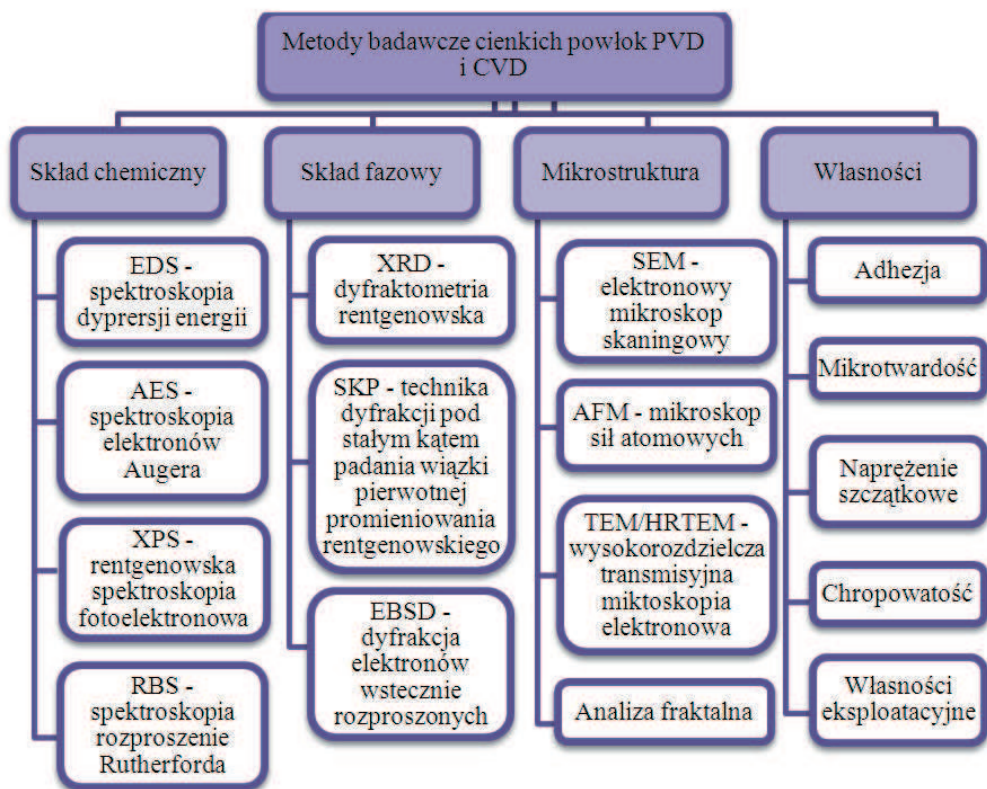 Metody badawcze cienkich powłok PVD
i CVD
Skład chemiczny
EDS -
spektroskopia
dyprersji energii
AES -
spektroskopia
elektronów
Augera
XPS -
rentgenowska
spektroskopia
fotoelektronowa
RBS -
spektroskopia
rozproszenie
Rutherforda
Skład fazowy
XRD -
dyfraktometria
rentgenowska
SKP - technika
dyfrakcji pod
stałym kątem
padania wiązki
pierwotnej
promieniowania
rentgenowskiego
EBSD -
dyfrakcja
elektronów
wstecznie
rozproszonych
Mikrostruktura
SEM -
elektronowy
mikroskop
skaningowy
AFM - mikroskop
sił atomowych
TEM/HRTEM -
wysokorozdzielcza
transmisyjna
miktoskopia
elektronowa
Analiza fraktalna
Własności
Adhezja
Mikrotwardość
Naprężenie
szczątkowe
Chropowatość
Własności
eksploatacyjne